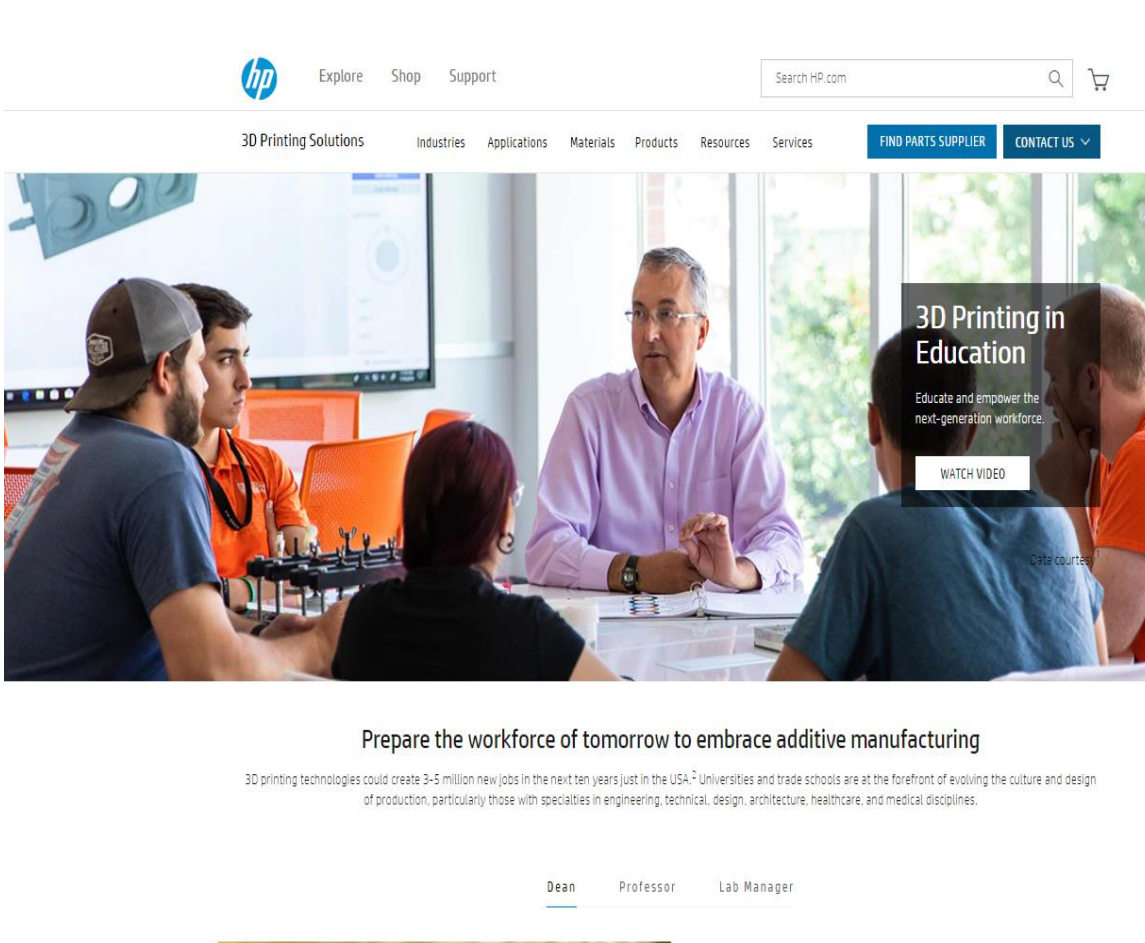 hp
Explore Shop Support
Search HP.com
3D Printing Solutions Industries Applications Materials Products Resources Services FIND PARTS SUPPLIER CONTACT US
3D Printing in
Education
Educate and empower the
next-generation workforce.
WATCH VIDEO
Data courtesy
Prepare the workforce of tomorrow to embrace additive manufacturing
3D printing technologies could create 3-5 million new jobs in the next ten years just in the USA.² Universities and trade schools are at the forefront of evolving the culture and design
of production, particularly those with specialties in engineering, technical, design, architecture, healthcare, and medical disciplines.
Dean Professor Lab Manager